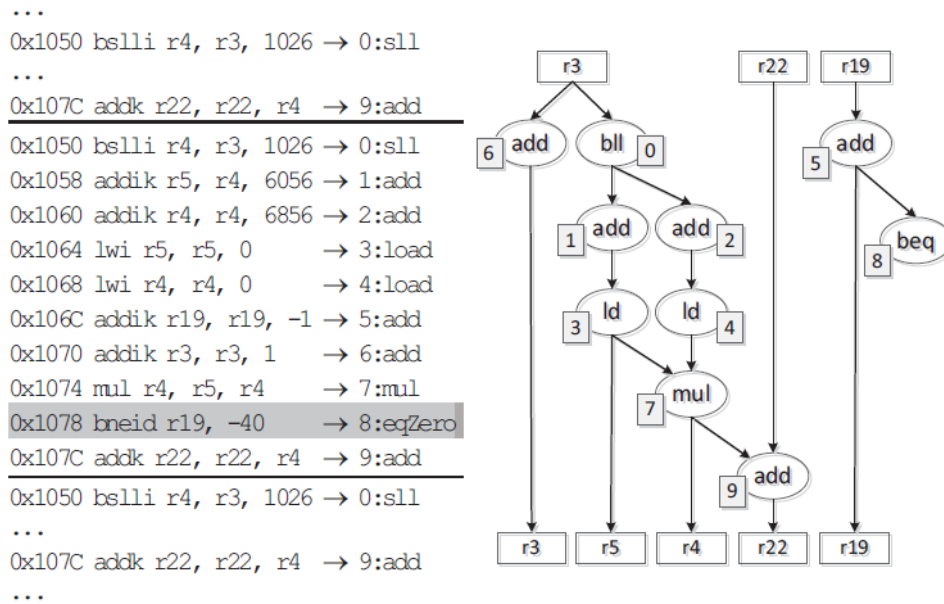 ...
0x1050 bslli r4, r3, 1026 → 0:sll
...
0x107C addk r22, r22, r4 → 9:add
0x1050 bslli r4, r3, 1026 → 0:sll
0x1058 addik r5, r4, 6056 → 1:add
0x1060 addik r4, r4, 6856 → 2:add
0x1064 lwi r5, r5, 0 → 3:load
0x1068 lwi r4, r4, 0 → 4:load
0x106C addik r19, r19, -1 → 5:add
0x1070 addik r3, r3, 1 → 6:add
0x1074 mul r4, r5, r4 → 7:mul
0x1078 bneid r19, -40 → 8:eqZero
0x107C addk r22, r22, r4 → 9:add
0x1050 bslli r4, r3, 1026 → 0:sll
...
0x107C addk r22, r22, r4 → 9:add
...
r3 r22 r19
6 add bll 0 5 add
1 add add 2 8 beq
3 ld ld 4
7 mul
9 add
r3 r5 r4 r22 r19